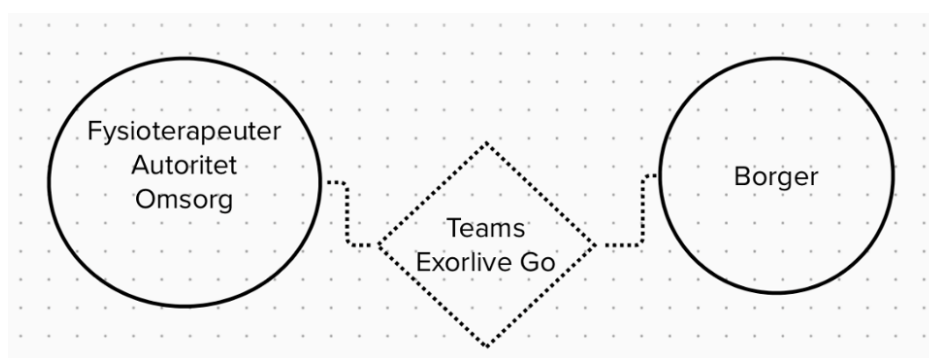 Fysioterapeuter
Autoritet
Omsorg
Teams
Exorlive Go
Borger